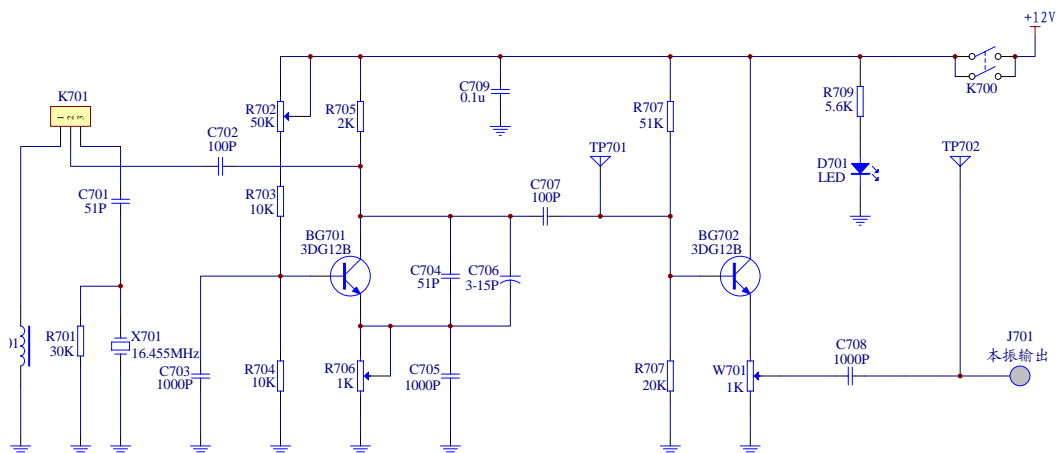 +12V
K700
K701
1 2 3
C702
100P
R702
50K
R705
2K
C709
0.1u
R707
51K
R709
5.6K
TP701
D701
LED
TP702
C701
51P
R703
10K
C707
100P
BG701
3DG12B
BG702
3DG12B
C704
51P
C706
3-15P
R701
30K
X701
16.455MHz
C703
1000P
R704
10K
R706
1K
C705
1000P
R707
20K
W701
1K
C708
1000P
J701
本振输出